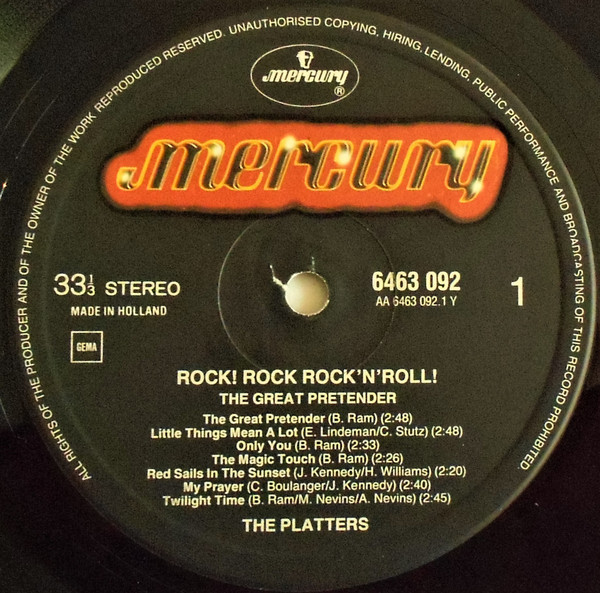 ALL RIGHTS OF THE PRODUCER AND OF THE OWNER OF THE WORK REPRODUCED RESERVED. UNAUTHORISED COPYING, HIRING, LENDING, PUBLIC PERFORMANCE AND BROADCASTING OF THIS RECORD PROHIBITED.
mercury
®
mercury
33⅓ STEREO
MADE IN HOLLAND
GEMA
6463 092
AA 6463 092.1 Y
1
ROCK! ROCK ROCK'N'ROLL!
THE GREAT PRETENDER
The Great Pretender (B. Ram) (2:48)
Little Things Mean A Lot (E. Lindeman/C. Stutz) (2:48)
Only You (B. Ram) (2:33)
The Magic Touch (B. Ram) (2:26)
Red Sails In The Sunset (J. Kennedy/H. Williams) (2:20)
My Prayer (C. Boulanger/J. Kennedy) (2:40)
Twilight Time (B. Ram/M. Nevins/A. Nevins) (2:45)
THE PLATTERS